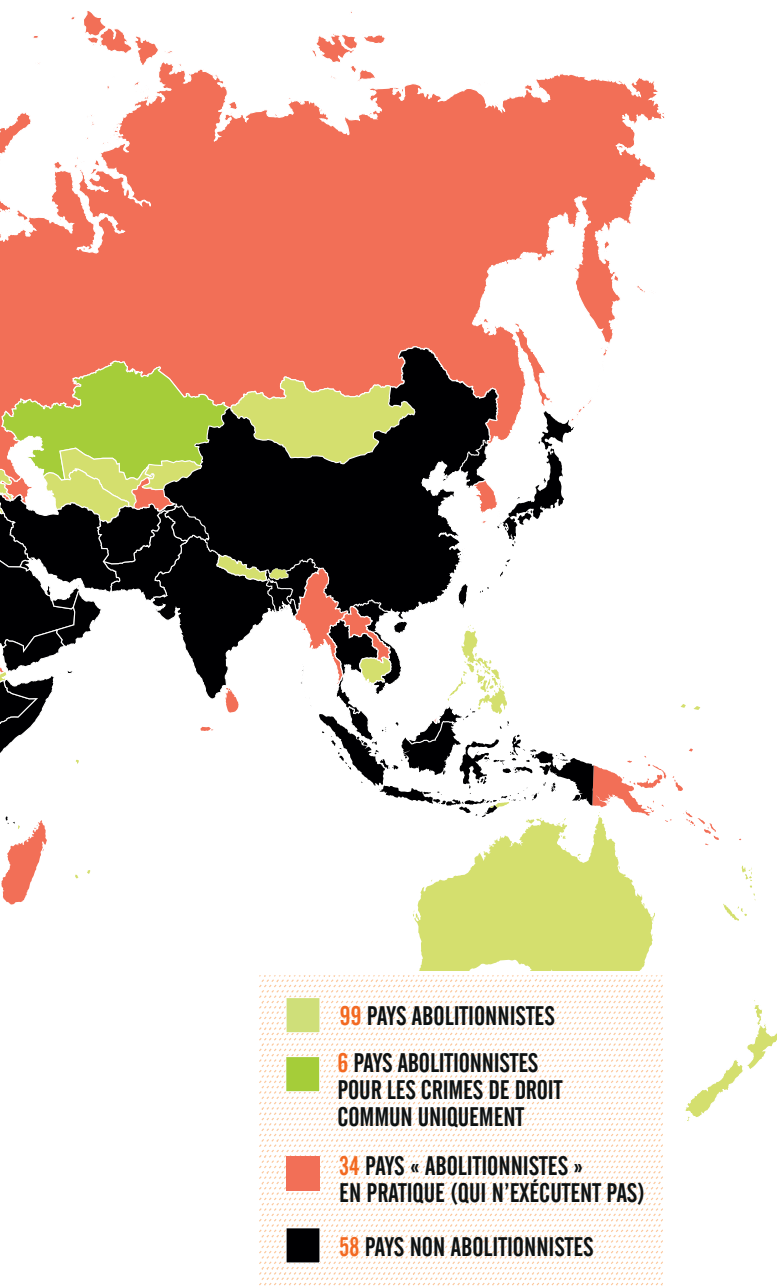 99 PAYS ABOLITIONNISTES
6 PAYS ABOLITIONNISTES
POUR LES CRIMES DE DROIT
COMMUN UNIQUEMENT
34 PAYS « ABOLITIONNISTES »
EN PRATIQUE (QUI N'EXÉCUTENT PAS)
58 PAYS NON ABOLITIONNISTES